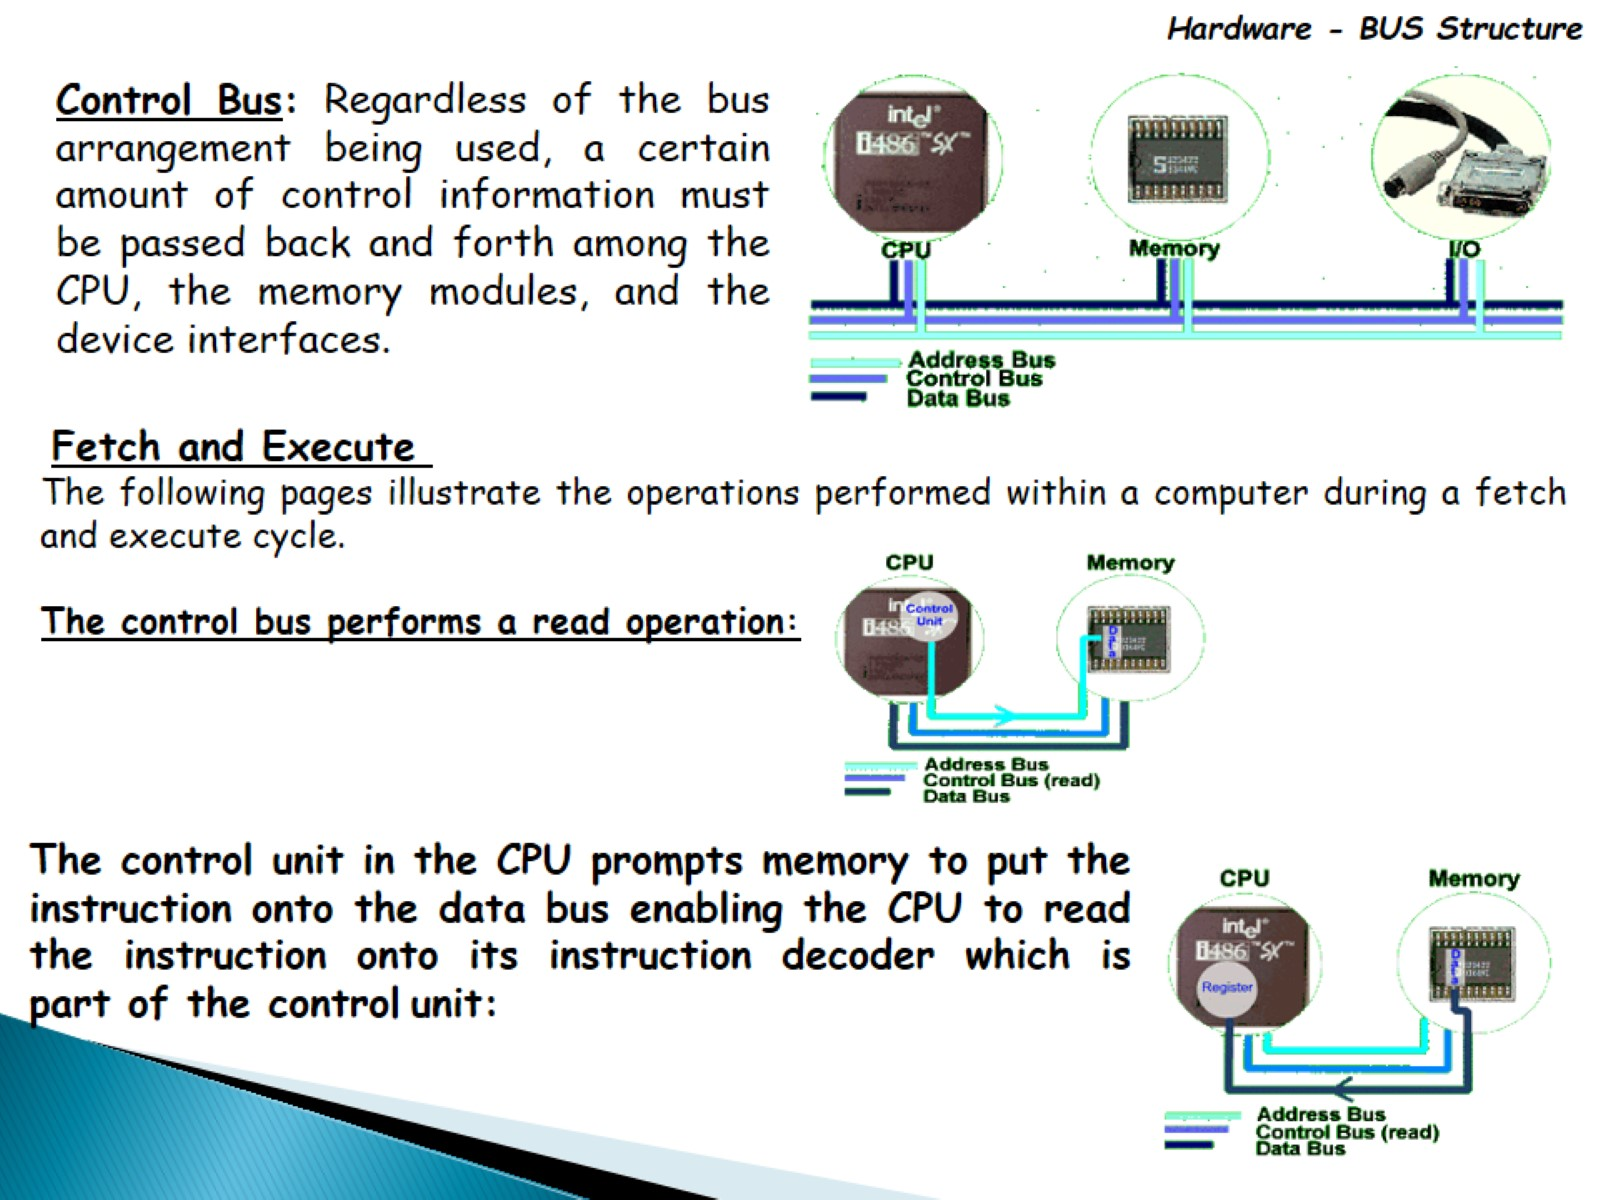 Hardware - BUS Structure
Control Bus: Regardless of the bus
arrangement being used, a certain
amount of control information must
be passed back and forth among the
CPU, the memory modules, and the
device interfaces.
intel®
i486™SX™
S
CPU
Memory
I/O
Address Bus
Control Bus
Data Bus
Fetch and Execute
The following pages illustrate the operations performed within a computer during a fetch
and execute cycle.
The control bus performs a read operation:
CPU
Memory
Control
Unit
i486
Data
Address Bus
Control Bus (read)
Data Bus
The control unit in the CPU prompts memory to put the
instruction onto the data bus enabling the CPU to read
the instruction onto its instruction decoder which is
part of the control unit:
CPU
Memory
intel®
i486™SX™
Register
Data
Address Bus
Control Bus (read)
Data Bus